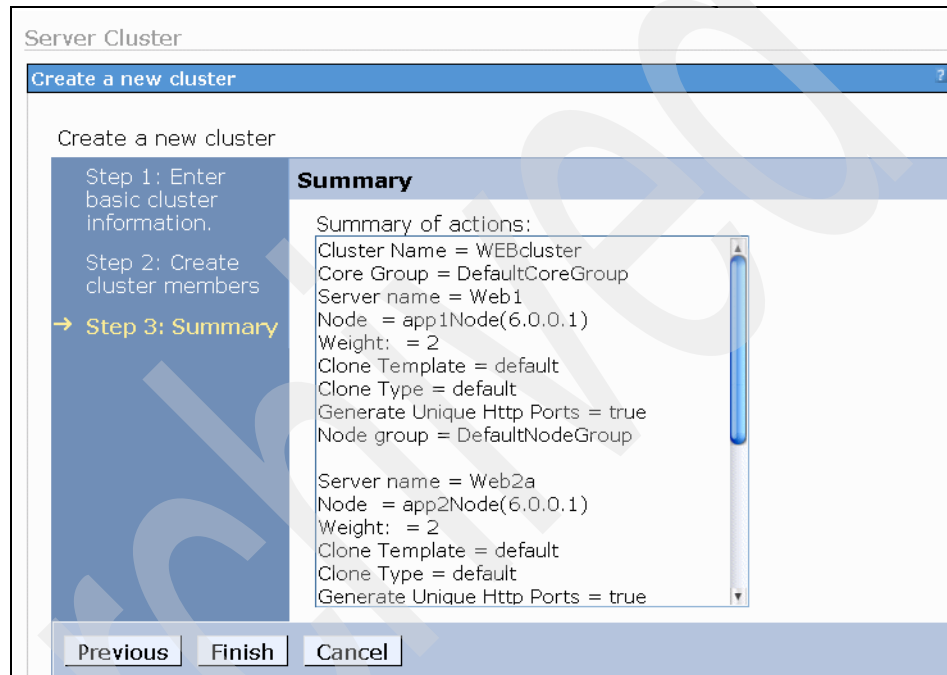 Server Cluster
Create a new cluster
?
Create a new cluster
Step 1: Enter
basic cluster
information.
Step 2: Create
cluster members
→ Step 3: Summary
Summary
Summary of actions:
Cluster Name = WEBcluster
Core Group = DefaultCoreGroup
Server name = Web1
Node  = app1Node(6.0.0.1)
Weight:  = 2
Clone Template = default
Clone Type = default
Generate Unique Http Ports = true
Node group = DefaultNodeGroup
Server name = Web2a
Node  = app2Node(6.0.0.1)
Weight:  = 2
Clone Template = default
Clone Type = default
Generate Unique Http Ports = true
Previous Finish Cancel